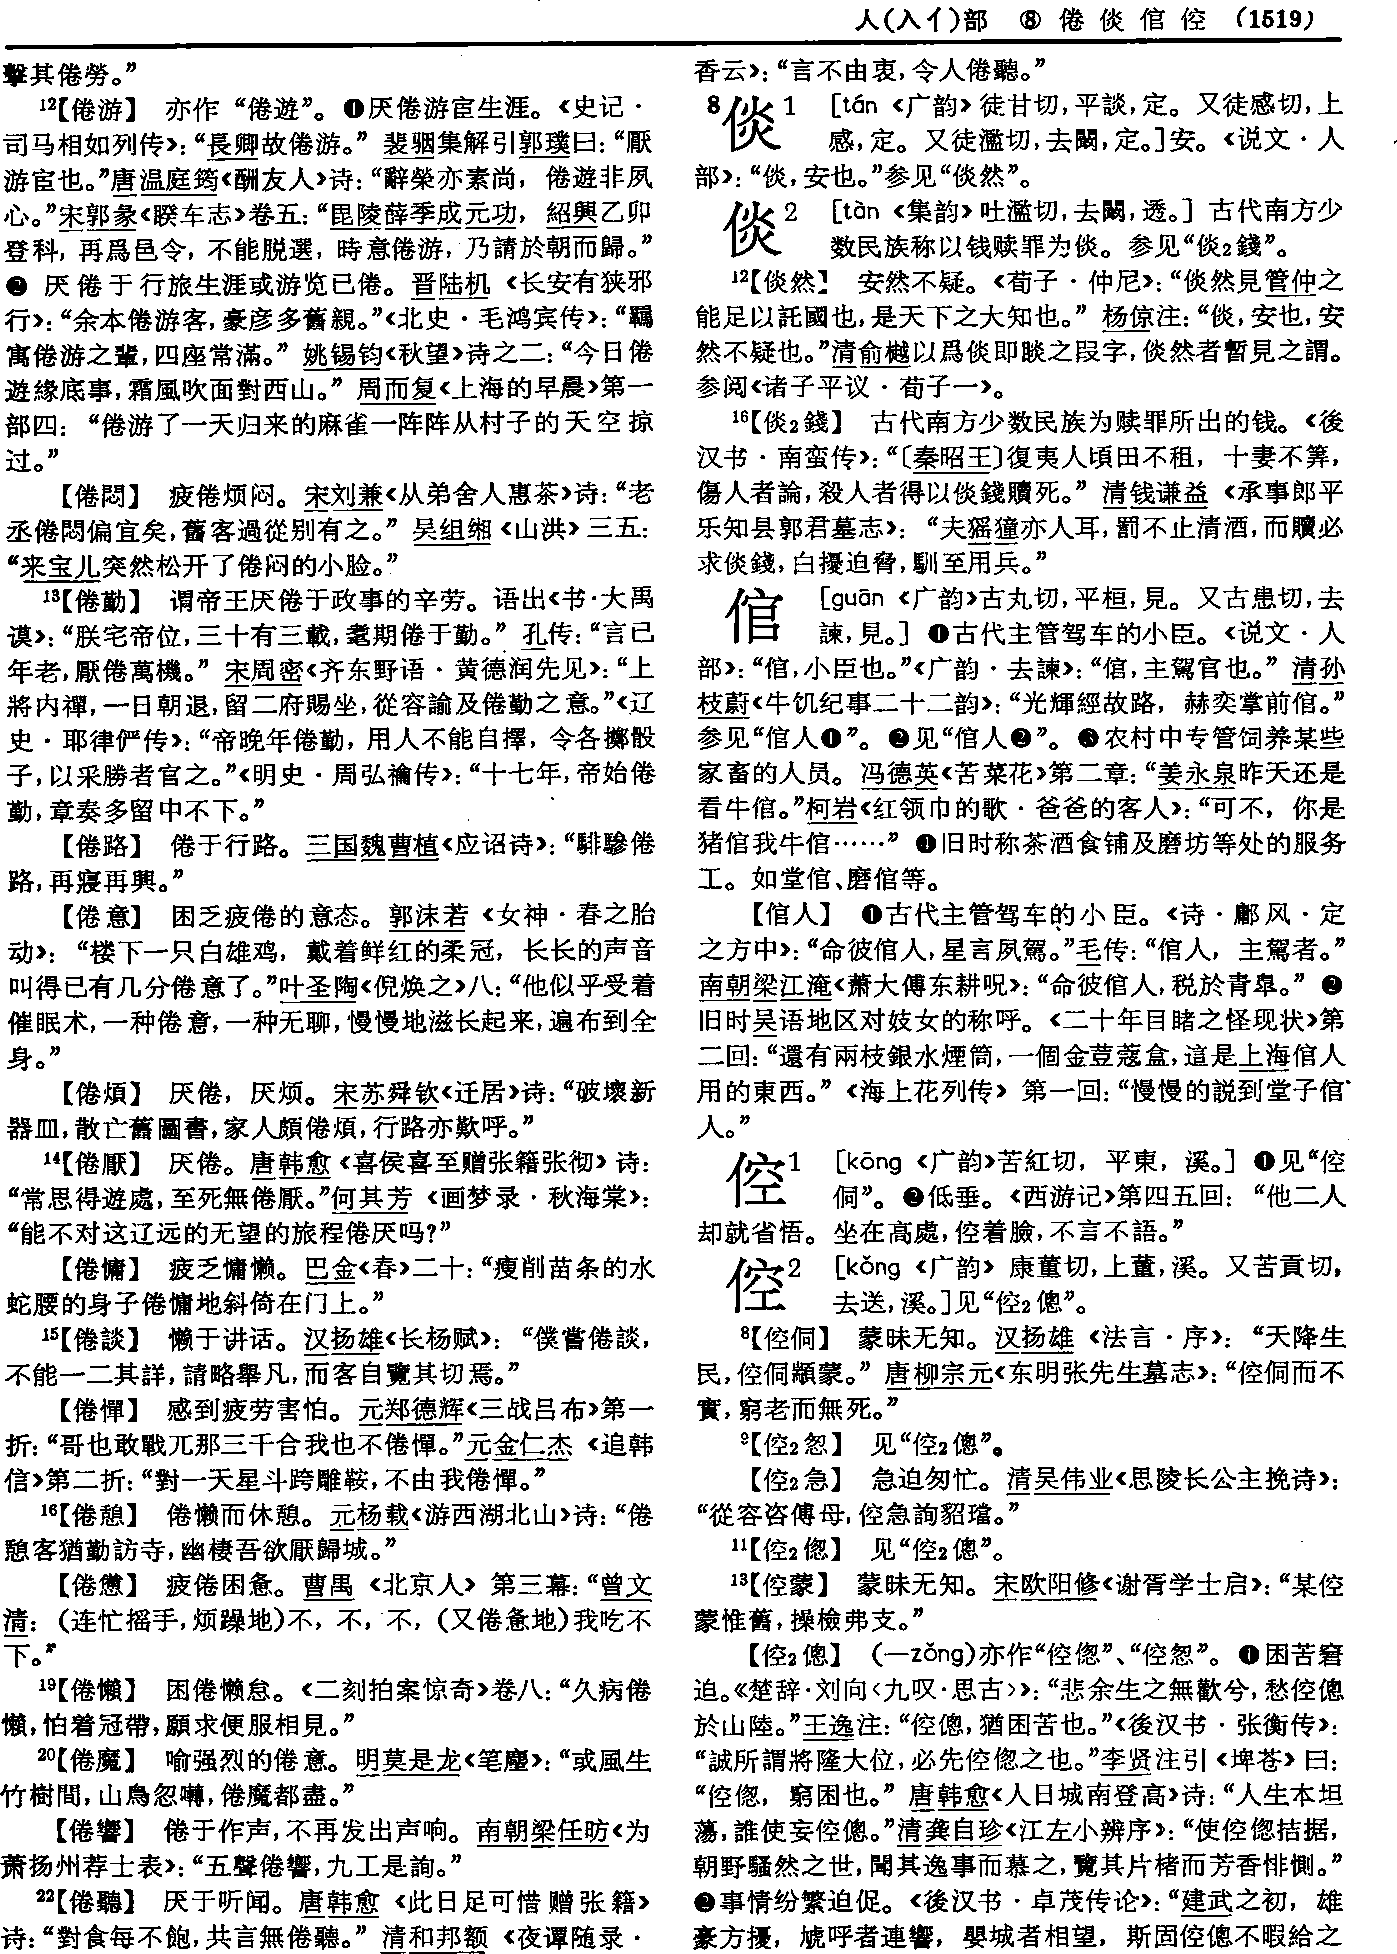 人(入亻)部 ⑧ 倦 倓 倌 倥 (1519)
擊其倦勞。”
12【倦游】 亦作“倦遊”。❶厌倦游宦生涯。《史记·
司马相如列传》：“長卿故倦游。”裴骃集解引郭璞曰：“厭
游宦也。”唐温庭筠《酬友人》诗：“辭榮亦素尚，倦遊非夙
心。”宋郭彖《睽车志》卷五：“毘陵薛季成元功，紹興乙卯
登科，再爲邑令，不能脱選，時意倦游，乃請於朝而歸。”
❷ 厌倦于行旅生涯或游览已倦。晋陆机《长安有狭邪
行》：“余本倦游客，豪彦多舊親。”《北史·毛鸿宾传》：“羈
寓倦游之輩，四座常滿。”姚锡钧《秋望》诗之二：“今日倦
遊緣底事，霜風吹面對西山。”周而复《上海的早晨》第一
部四：“倦游了一天归来的麻雀一阵阵从村子的天空掠
过。”
【倦悶】 疲倦烦闷。宋刘兼《从弟舍人惠茶》诗：“老
丞倦悶偏宜矣，舊客過從别有之。”吴组缃《山洪》三五：
“来宝儿突然松开了倦闷的小脸。”
13【倦勤】 谓帝王厌倦于政事的辛劳。语出《书·大禹
谟》：“朕宅帝位，三十有三載，耄期倦于勤。”孔传：“言己
年老，厭倦萬機。”宋周密《齐东野语·黄德润先见》：“上
將内禪，一日朝退，留二府賜坐，從容諭及倦勤之意。”《辽
史·耶律俨传》：“帝晚年倦勤，用人不能自擇，令各擲骰
子，以采勝者官之。”《明史·周弘禴传》：“十七年，帝始倦
勤，章奏多留中不下。”
【倦路】 倦于行路。三国魏曹植《应诏诗》：“騑驂倦
路，再寢再興。”
【倦意】 困乏疲倦的意态。郭沫若《女神·春之胎
动》：“楼下一只白雄鸡，戴着鲜红的柔冠，长长的声音
叫得已有几分倦意了。”叶圣陶《倪焕之》八：“他似乎受着
催眠术，一种倦意，一种无聊，慢慢地滋长起来，遍布到全
身。”
【倦煩】 厌倦，厌烦。宋苏舜钦《迁居》诗：“破壞新
器皿，散亡舊圖書，家人頗倦煩，行路亦歎呼。”
14【倦厭】 厌倦。唐韩愈《喜侯喜至赠张籍张彻》诗：
“常思得遊處，至死無倦厭。”何其芳《画梦录·秋海棠》：
“能不对这辽远的无望的旅程倦厌吗？”
【倦慵】 疲乏慵懒。巴金《春》二十：“瘦削苗条的水
蛇腰的身子倦慵地斜倚在门上。”
15【倦談】 懒于讲话。汉扬雄《长杨赋》：“僕嘗倦談，
不能一二其詳，請略舉凡，而客自覽其切焉。”
【倦憚】 感到疲劳害怕。元郑德辉《三战吕布》第一
折：“哥也敢戰兀那三千合我也不倦憚。”元金仁杰《追韩
信》第二折：“對一天星斗跨雕鞍，不由我倦憚。”
16【倦憩】 倦懒而休憩。元杨载《游西湖北山》诗：“倦
憩客猶勤訪寺，幽棲吾欲厭歸城。”
【倦憊】 疲倦困惫。曹禺《北京人》第三幕：“曾文
清：（连忙摇手，烦躁地）不，不，不，（又倦惫地）我吃不
下。”
19【倦懶】 困倦懒怠。《二刻拍案惊奇》卷八：“久病倦
懶，怕着冠帶，願求便服相見。”
20【倦魔】 喻强烈的倦意。明莫是龙《笔麈》：“或風生
竹樹間，山鳥忽囀，倦魔都盡。”
【倦響】 倦于作声，不再发出声响。南朝梁任昉《为
萧扬州荐士表》：“五聲倦響，九工是詢。”
22【倦聽】 厌于听闻。唐韩愈《此日足可惜赠张籍》
诗：“對食每不飽，共言無倦聽。”清和邦额《夜谭随录·
香云》：“言不由衷，令人倦聽。”
8倓1 ［tán《广韵》徒甘切，平談，定。又徒感切，上
感，定。又徒濫切，去闞，定。］安。《说文·人
部》：“倓，安也。”参见“倓然”。
倓2 ［tàn《集韵》吐濫切，去闞，透。］古代南方少
数民族称以钱赎罪为倓。参见“倓2錢”。
12【倓然】 安然不疑。《荀子·仲尼》：“倓然見管仲之
能足以託國也，是天下之大知也。”杨倞注：“倓，安也，安
然不疑也。”清俞樾以爲倓即睒之叚字，倓然者暫見之謂。
参阅《诸子平议·荀子一》。
16【倓2錢】 古代南方少数民族为赎罪所出的钱。《後
汉书·南蛮传》：“〔秦昭王〕復夷人頃田不租，十妻不筭，
傷人者論，殺人者得以倓錢贖死。”清钱谦益《承事郎平
乐知县郭君墓志》：“夫猺獞亦人耳，罰不止清酒，而贖必
求倓錢，白擾迫脅，馴至用兵。”
倌 ［guān《广韵》古丸切，平桓，見。又古患切，去
諫，見。］❶古代主管驾车的小臣。《说文·人
部》：“倌，小臣也。”《广韵·去諫》：“倌，主駕官也。”清孙
枝蔚《牛饥纪事二十二韵》：“光輝經故路，赫奕掌前倌。”
参见“倌人❶”。❷见“倌人❷”。❸农村中专管饲养某些
家畜的人员。冯德英《苦菜花》第二章：“姜永泉昨天还是
看牛倌。”柯岩《红领巾的歌·爸爸的客人》：“可不，你是
猪倌我牛倌……”❹旧时称茶酒食铺及磨坊等处的服务
工。如堂倌、磨倌等。
【倌人】 ❶古代主管驾车的小臣。《诗·鄘风·定
之方中》：“命彼倌人，星言夙駕。”毛传：“倌人，主駕者。”
南朝梁江淹《萧太傅东耕呪》：“命彼倌人，税於青皋。”❷
旧时吴语地区对妓女的称呼。《二十年目睹之怪现状》第
二回：“還有兩枝銀水煙筒，一個金荳蔻盒，這是上海倌人
用的東西。”《海上花列传》第一回：“慢慢的説到堂子倌
人。”
倥1 ［kōng《广韵》苦紅切，平東，溪。］❶见“倥
侗”。❷低垂。《西游记》第四五回：“他二人
却就省悟。坐在高處，倥着臉，不言不語。”
倥2 ［kǒng《广韵》康董切，上董，溪。又苦貢切，
去送，溪。］见“倥2傯”。
8【倥侗】 蒙昧无知。汉扬雄《法言·序》：“天降生
民，倥侗顓蒙。”唐柳宗元《东明张先生墓志》：“倥侗而不
實，窮老而無死。”
9【倥2怱】 见“倥2傯”。
【倥2急】 急迫匆忙。清吴伟业《思陵长公主挽诗》：
“從容咨傅母，倥急詢貂璫。”
11【倥2偬】 见“倥2傯”。
13【倥蒙】 蒙昧无知。宋欧阳修《谢胥学士启》：“某倥
蒙惟舊，操檢弗支。”
【倥2傯】 （—zǒng）亦作“倥偬”、“倥怱”。❶困苦窘
迫。《楚辞·刘向〈九叹·思古〉》：“悲余生之無歡兮，愁倥傯
於山陸。”王逸注：“倥傯，猶困苦也。”《後汉书·张衡传》：
“誠所謂將隆大位，必先倥偬之也。”李贤注引《埤苍》曰：
“倥偬，窮困也。”唐韩愈《人日城南登高》诗：“人生本坦
蕩，誰使妄倥傯。”清龚自珍《江左小辨序》：“使倥偬拮据，
朝野騷然之世，聞其逸事而慕之，覽其片楮而芳香悱惻。”
❷事情纷繁迫促。《後汉书·卓茂传论》：“建武之初，雄
豪方擾，虓呼者連響，嬰城者相望，斯固倥傯不暇給之